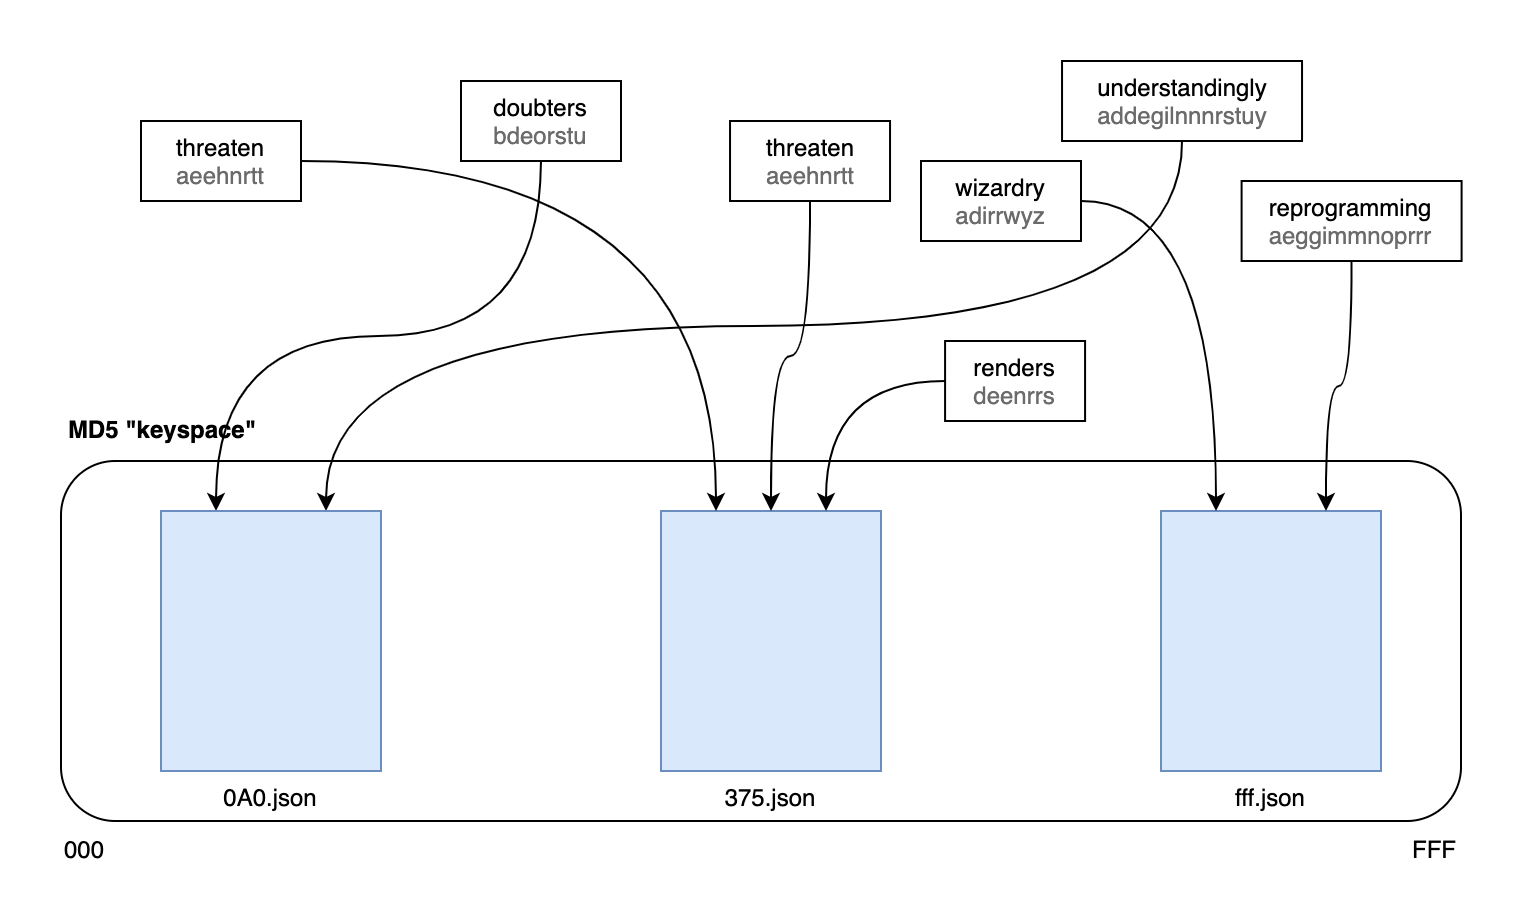 understandingly
addegilnnnrstuy
doubters
bdeorstu
threaten
aeehnrtt
threaten
aeehnrtt
wizardry
adirrwyz
reprogramming
aeggimmnoprrr
renders
deenrrs
MD5 "keyspace"
0A0.json
375.json
fff.json
000
FFF